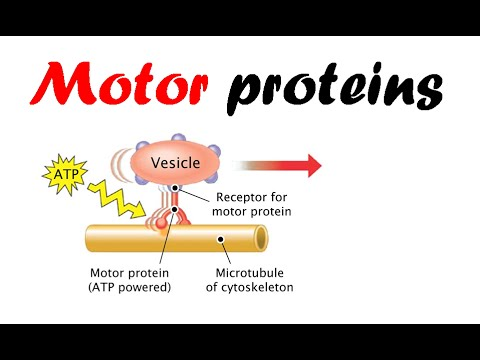 Motor proteins
Vesicle
ATP
Receptor for
motor protein
Motor protein
(ATP powered)
Microtubule
of cytoskeleton